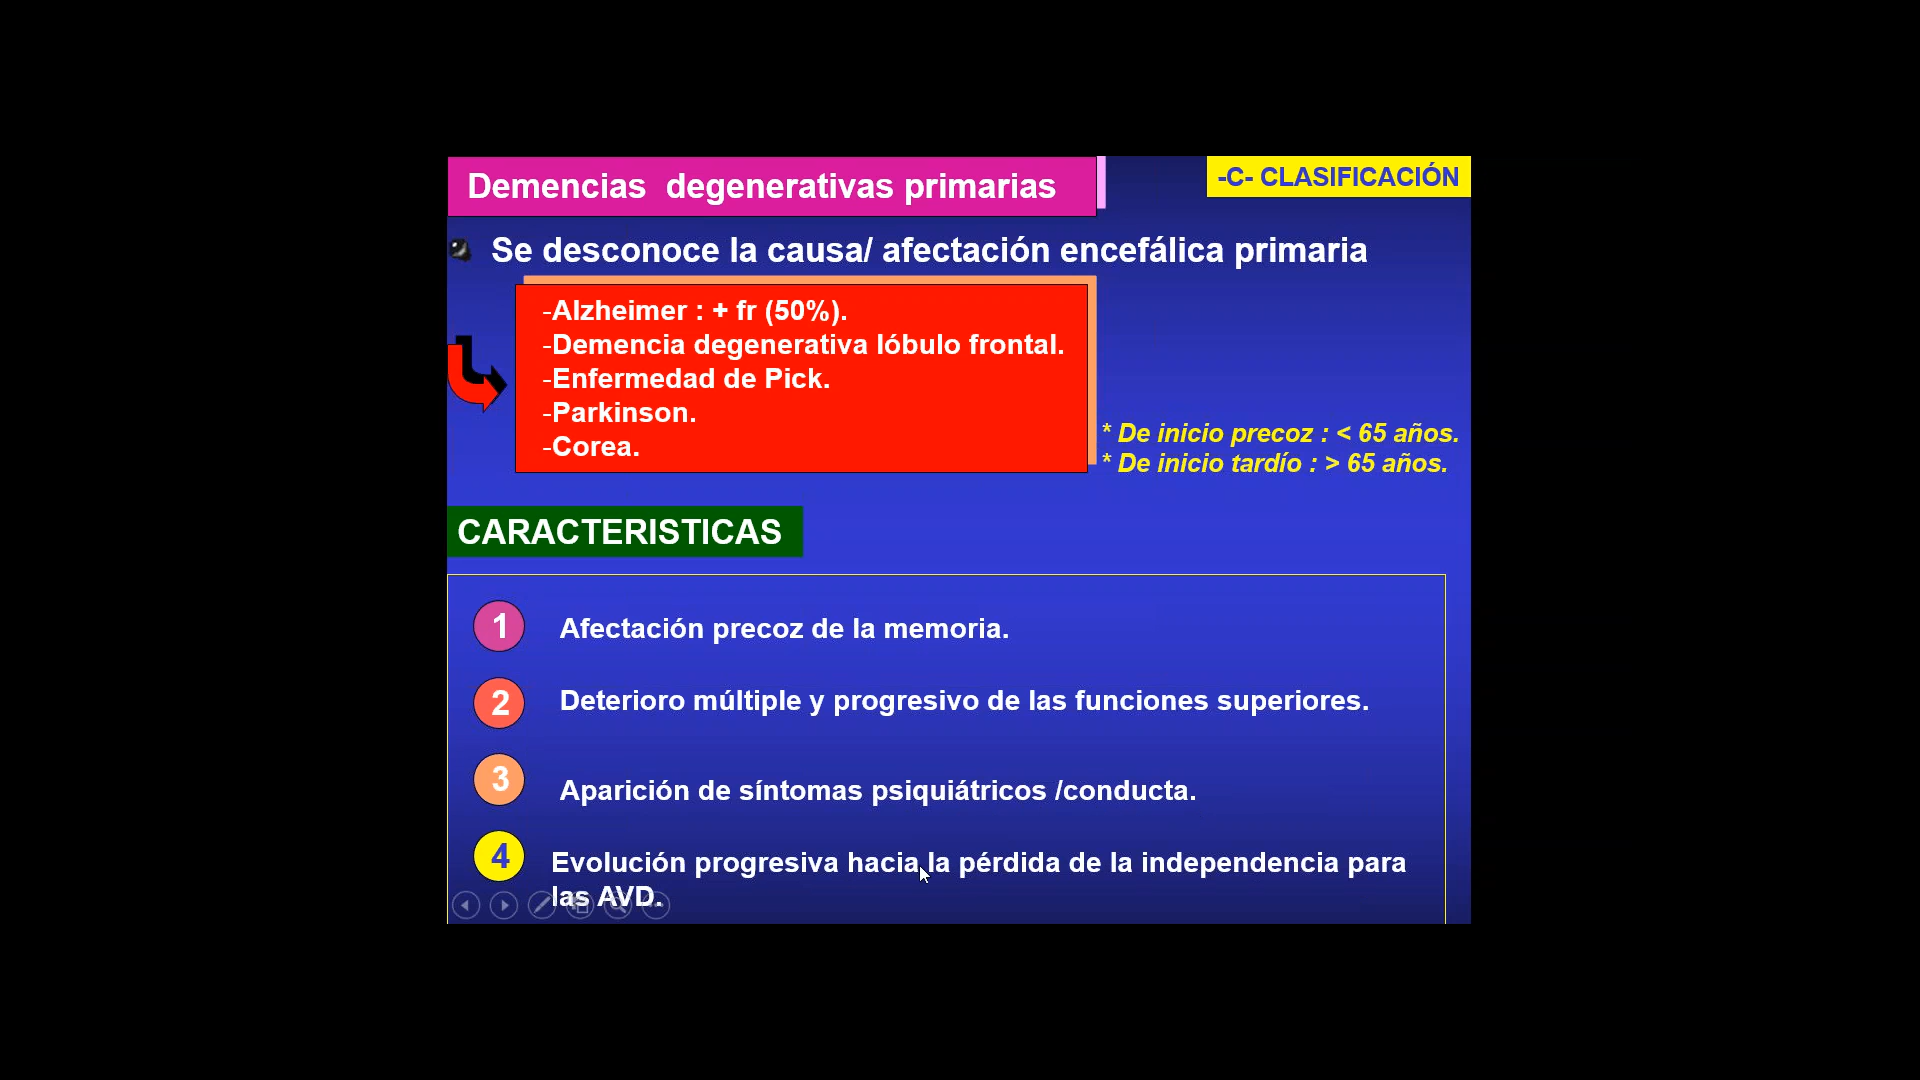 Demencias degenerativas primarias
-C- CLASIFICACIÓN
Se desconoce la causa/ afectación encefálica primaria
-Alzheimer : + fr (50%).
-Demencia degenerativa lóbulo frontal.
-Enfermedad de Pick.
-Parkinson.
-Corea.
* De inicio precoz : < 65 años.
* De inicio tardío : > 65 años.
CARACTERISTICAS
1 Afectación precoz de la memoria.
2 Deterioro múltiple y progresivo de las funciones superiores.
3 Aparición de síntomas psiquiátricos /conducta.
4 Evolución progresiva hacia la pérdida de la independencia para
las AVD.